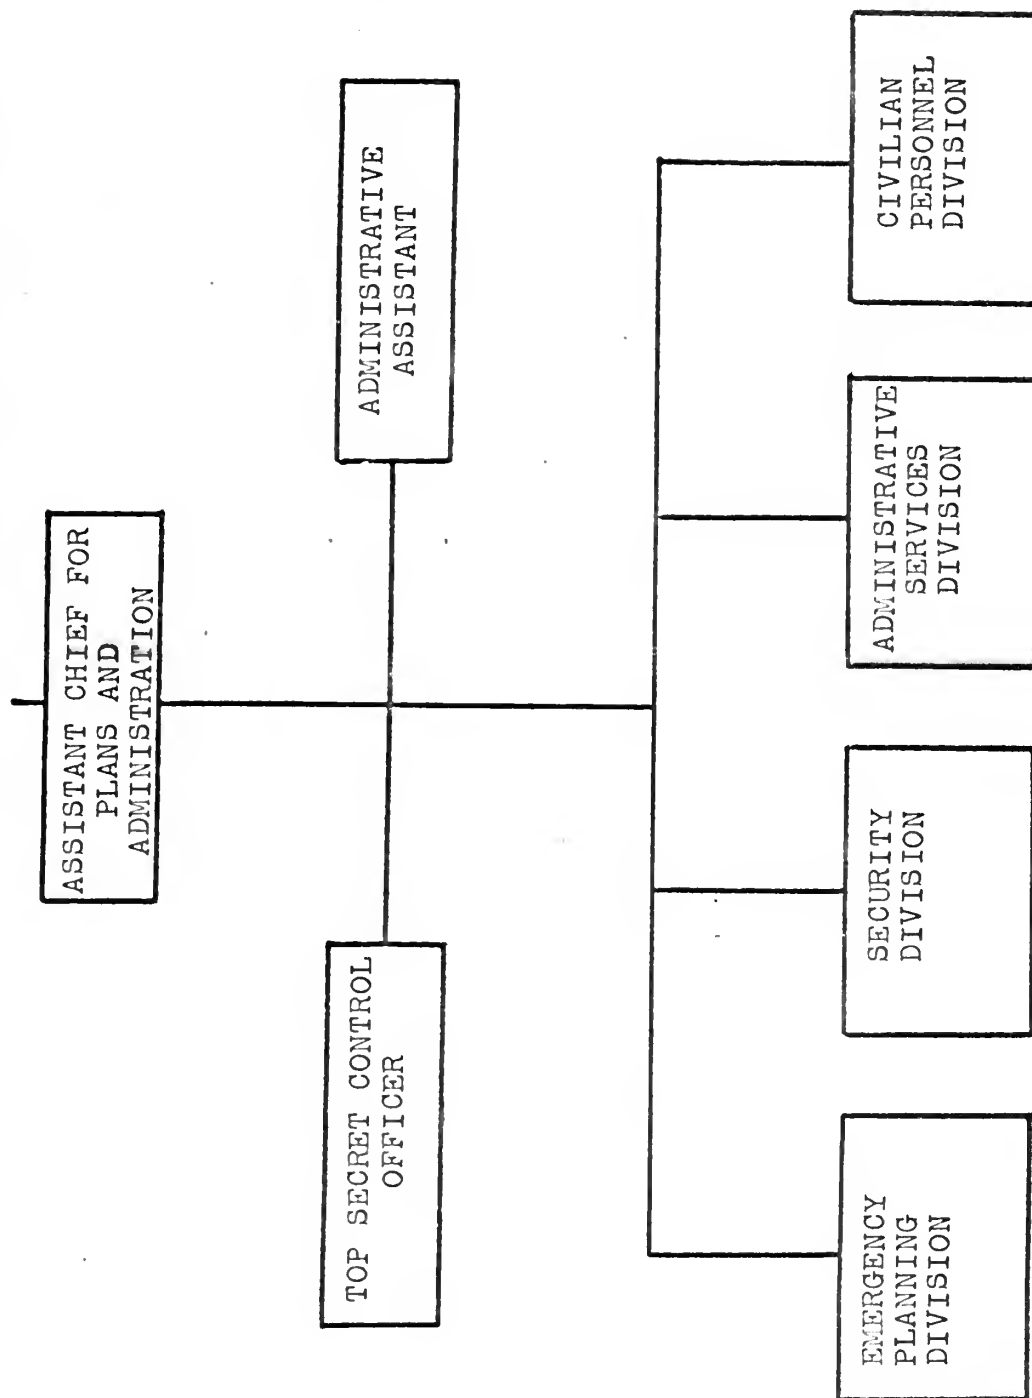 ASSISTANT CHIEF FOR
PLANS AND
ADMINISTRATION
TOP SECRET CONTROL
OFFICER
ADMINISTRATIVE
ASSISTANT
EMERGENCY
PLANNING
DIVISION
SECURITY
DIVISION
ADMINISTRATIVE
SERVICES
DIVISION
CIVILIAN
PERSONNEL
DIVISION